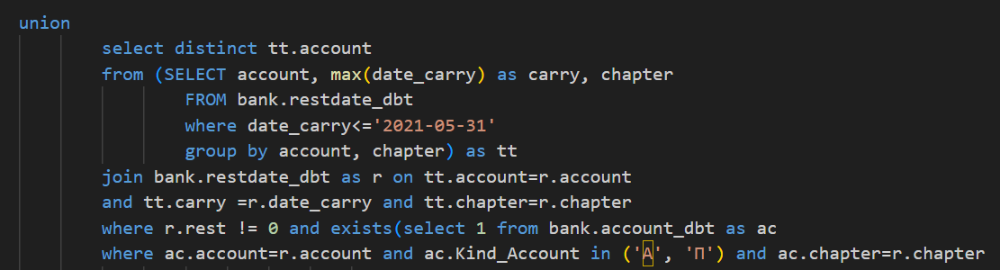 union
select distinct tt.account
from (SELECT account, max(date_carry) as carry, chapter
FROM bank.restdate_dbt
where date_carry<='2021-05-31'
group by account, chapter) as tt
join bank.restdate_dbt as r on tt.account=r.account
and tt.carry =r.date_carry and tt.chapter=r.chapter
where r.rest != 0 and exists(select 1 from bank.account_dbt as ac
where ac.account=r.account and ac.Kind_Account in ('А', 'П') and ac.chapter=r.chapter